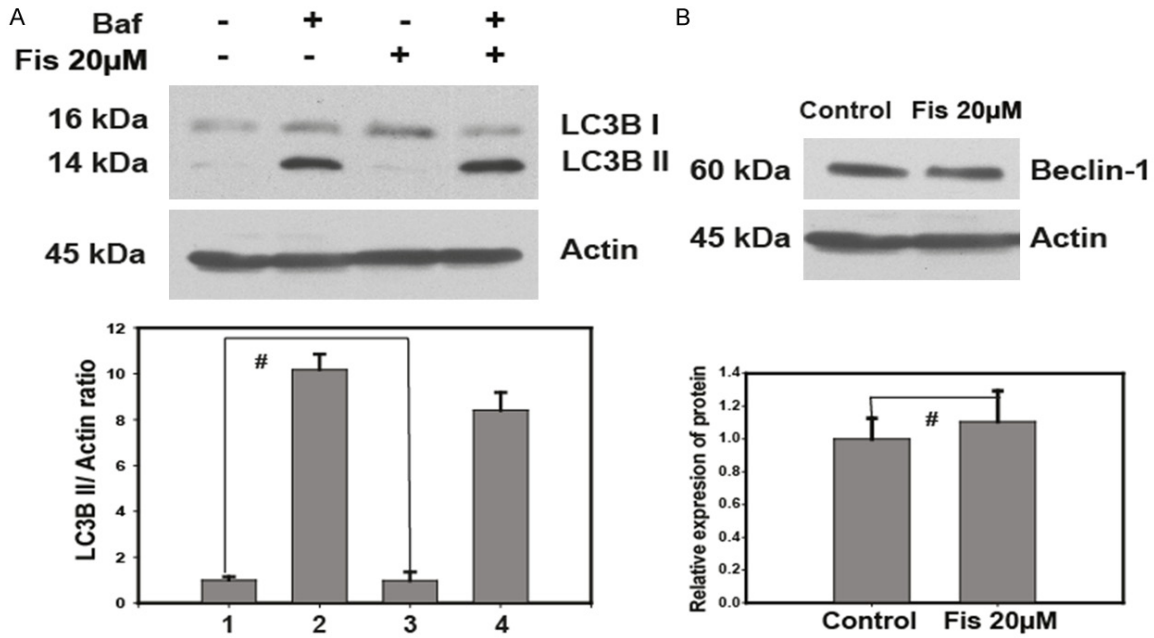 A
Baf - + - +
Fis 20µM - - + +
16 kDa LC3B I
14 kDa LC3B II
45 kDa Actin
12
10
8
6
4
2
0
LC3B II/ Actin ratio
#
1 2 3 4
B
Control Fis 20µM
60 kDa Beclin-1
45 kDa Actin
1.4
1.2
1.0
0.8
0.6
0.4
0.2
0.0
Relative expresion of protein
#
Control Fis 20µM